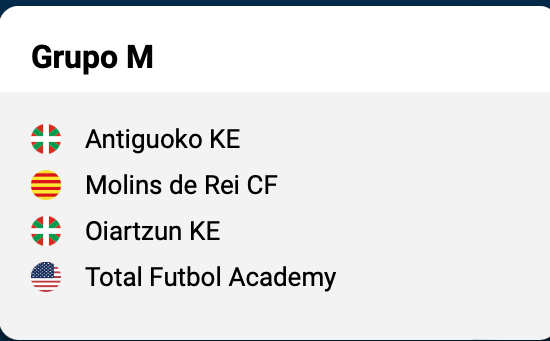 Grupo M
Antiguoko KE
Molins de Rei CF
Oiartzun KE
Total Futbol Academy